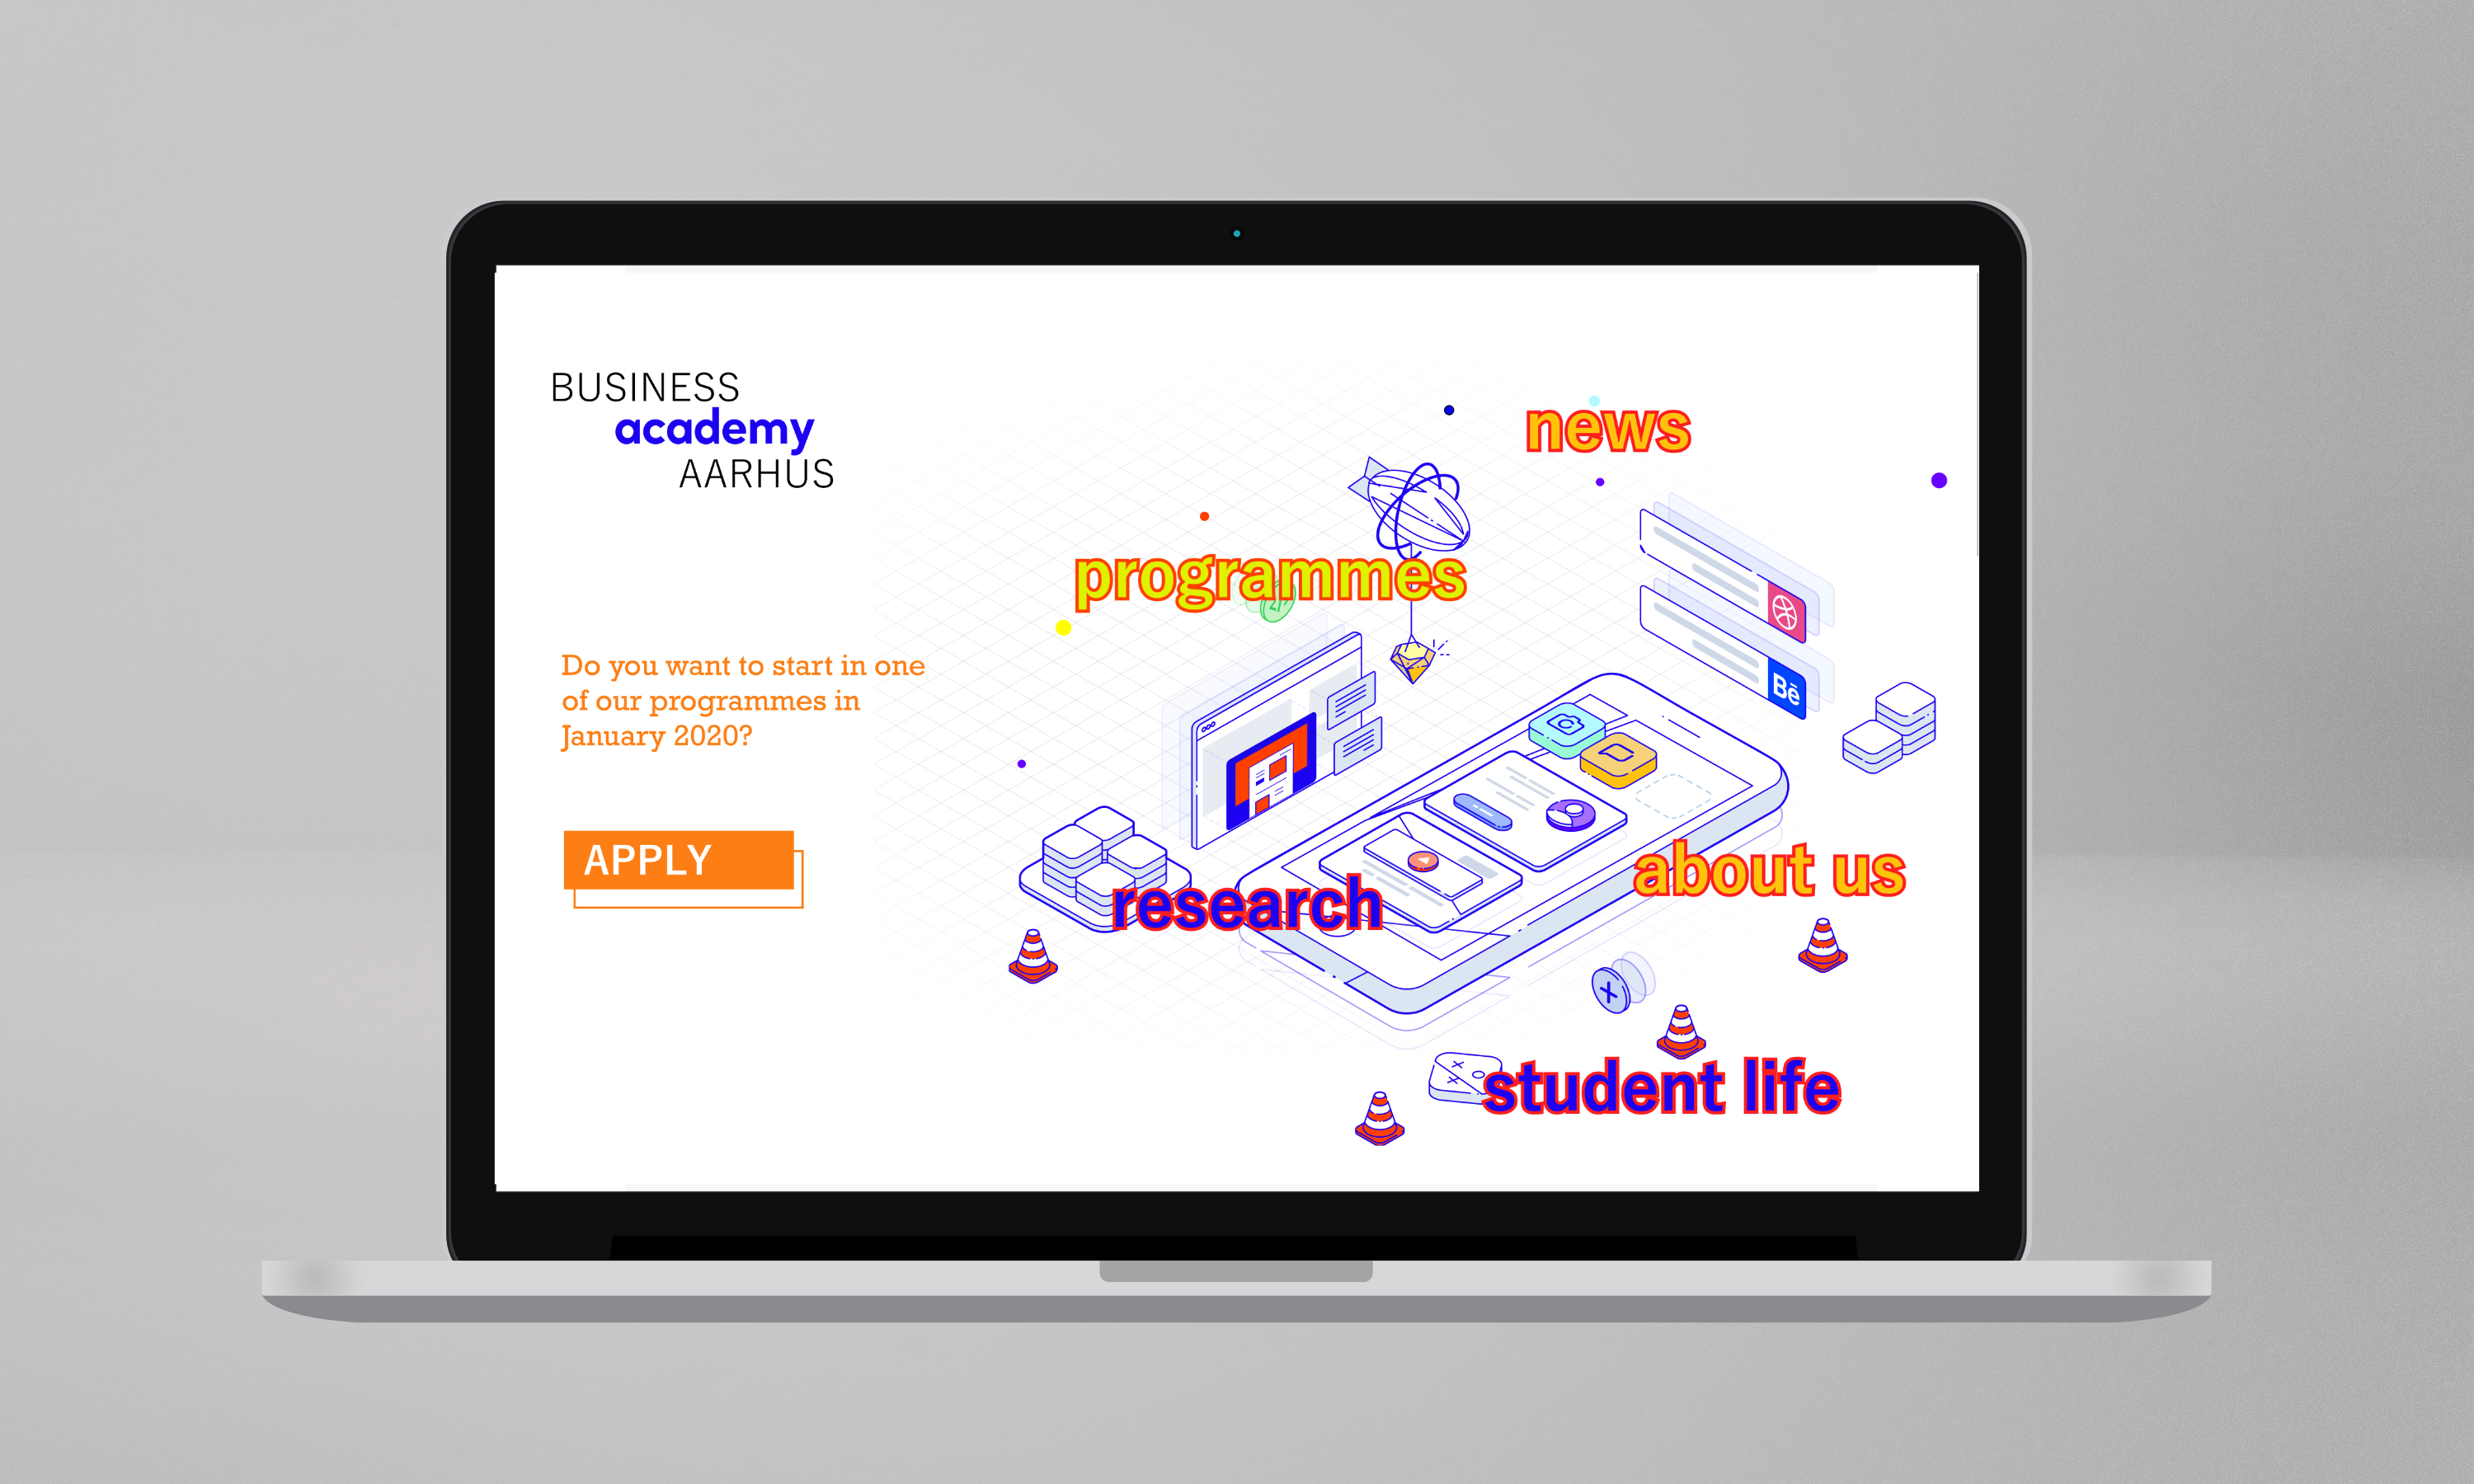 BUSINESS
academy
AARHUS
news
programmes
Do you want to start in one
of our programmes in
January 2020?
Bē
APPLY
about us
research
student life